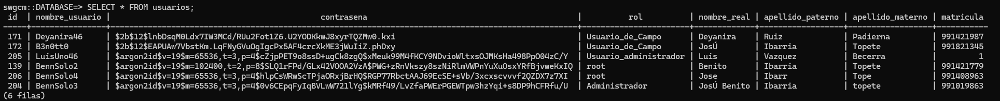 swgcm::DATABASE=> SELECT * FROM usuarios;
 id  | nombre_usuario |                                            contrasena                                             |          rol          | nombre_real | apellido_paterno | apellido_materno | matricula
-----+----------------+---------------------------------------------------------------------------------------------------+-----------------------+-------------+------------------+------------------+-----------
 171 | Deyanira46     | $2b$12$lnbDsqM0Ldx7IW3MCd/RUu2Fot1Z6.U2YODKkwJ8xyrTQZMw0.kxi | Usuario_de_Campo | Deyanira | Ruiz | Padierna | 991421987
 172 | B3n0tt0 | $2b$12$EAPUAw7VbstKm.LqFNyGVuOgIgcPx5AF4crcXkME3jWuIiZ.phDxy | Usuario_de_Campo | JosÚ | Ibarria | Topete | 991821345
 205 | LuisUno46 | $argon2id$v=19$m=65536,t=3,p=4$cZjpPET9o8ssD+ugCk8zgQ$xMeuk99M4fKCY9NDvioWltxsOJMKsHa498PpO04zC/Y | Usuario_administrador | Luis | Vazquez | Becerra | 1
 139 | BennSolo2 | $argon2id$v=19$m=102400,t=2,p=8$SLQ1rFPd/GLx42VOOA2VzA$PWG+zRnVkszy8szNiRlmVWPnYuXuOsxYRfBjvweKxIQ | root | Benito | Ibarria | Topete | 991421779
 206 | BennSolo4 | $argon2id$v=19$m=65536,t=3,p=4$hlpCsWRwScTPjaORxjBrHQ$RGP77RbctAAJ69EcSE+sVb/3xcxscvvvf2QZDX7z7XI | root | Jose | Ibarr | Tope | 991408963
 204 | BennSolo3 | $argon2id$v=19$m=65536,t=3,p=4$0v6CEpqFyIqBVLwW721lYg$kMRf49/LvZfaPWErPGEWTpw3hzYqi+s8DP9hCFRfu/U | Administrador | JosÚ Benito | Ibarria | topete | 991019863
(6 filas)